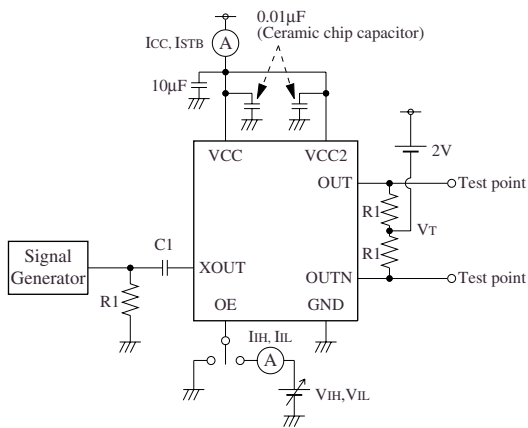 0.01µF
ICC, ISTB
A
(Ceramic chip capacitor)
10µF
VCC
VCC2
2V
OUT
Test point
R1
VT
R1
Signal
Generator
C1
XOUT
R1
OUTN
Test point
OE
GND
IIH, IIL
A
VIH,VIL